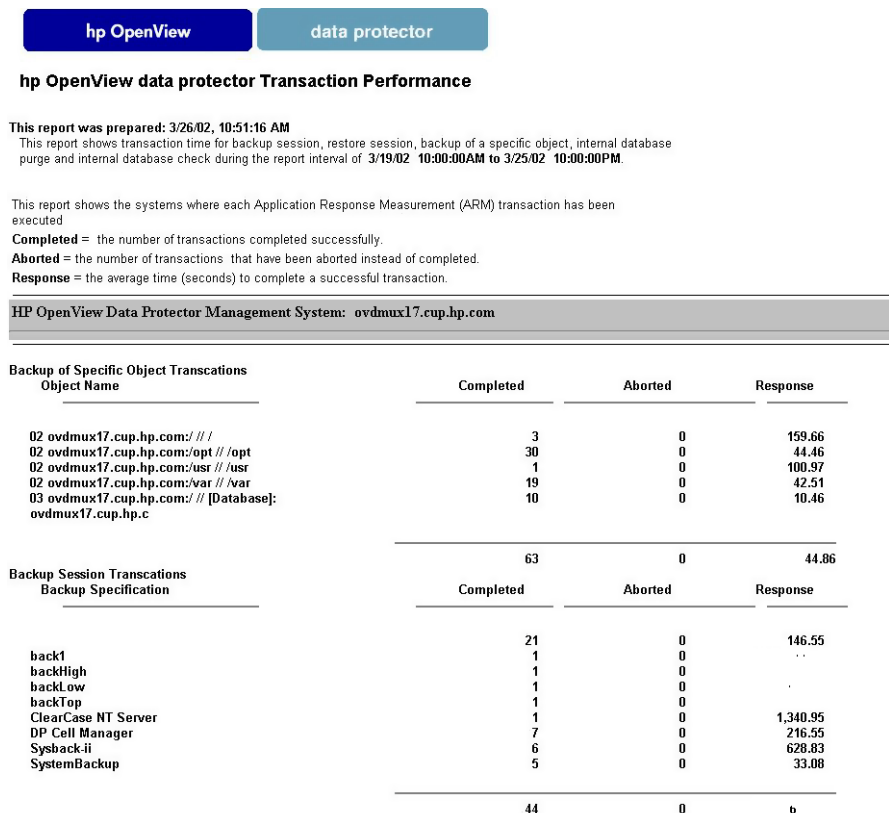 hp OpenView data protector
hp OpenView data protector Transaction Performance
This report was prepared: 3/26/02, 10:51:16 AM
This report shows transaction time for backup session, restore session, backup of a specific object, internal database
purge and internal database check during the report interval of 3/19/02 10:00:00AM to 3/25/02 10:00:00PM.
This report shows the systems where each Application Response Measurement (ARM) transaction has been
executed
Completed = the number of transactions completed successfully.
Aborted = the number of transactions that have been aborted instead of completed.
Response = the average time (seconds) to complete a successful transaction.
HP OpenView Data Protector Management System: ovdmux17.cup.hp.com
Backup of Specific Object Transcations
Object Name Completed Aborted Response
02 ovdmux17.cup.hp.com:/ // / 3 0 159.66
02 ovdmux17.cup.hp.com:/opt // /opt 30 0 44.46
02 ovdmux17.cup.hp.com:/usr // /usr 1 0 100.97
02 ovdmux17.cup.hp.com:/var // /var 19 0 42.51
03 ovdmux17.cup.hp.com:/ // [Database]: 10 0 10.46
ovdmux17.cup.hp.c
63 0 44.86
Backup Session Transcations
Backup Specification Completed Aborted Response
21 0 146.55
back1 1 0
backHigh 1 0
backLow 1 0
backTop 1 0
ClearCase NT Server 1 0 1,340.95
DP Cell Manager 7 0 216.55
Sysback-ii 6 0 628.83
SystemBackup 5 0 33.08
44 0